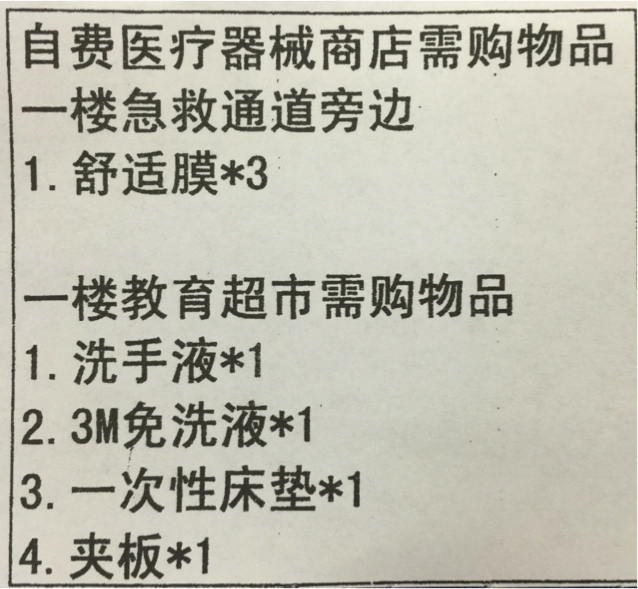 自费医疗器械商店需购物品
一楼急救通道旁边
1. 舒适膜*3
一楼教育超市需购物品
1. 洗手液*1
2. 3M免洗液*1
3. 一次性床垫*1
4. 夹板*1